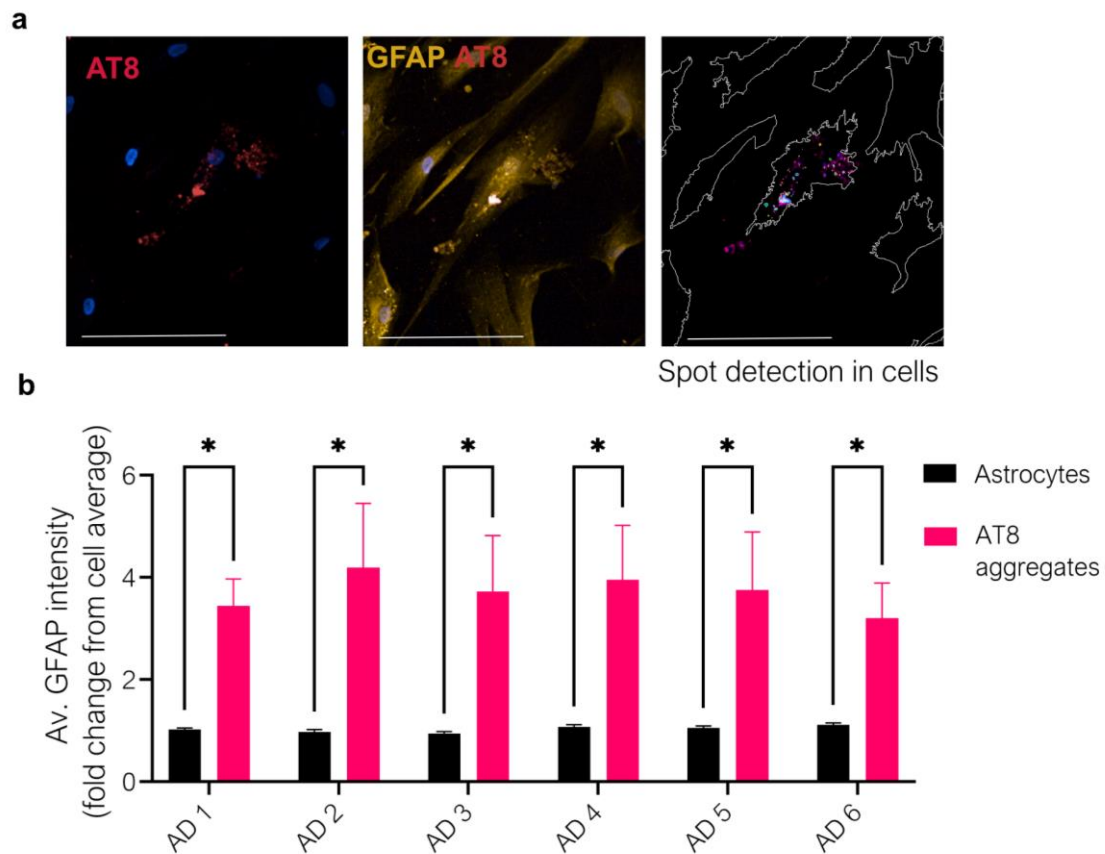 a
AT8
GFAP AT8
Spot detection in cells
b
Av. GFAP intensity
(fold change from cell average)
6
4
2
0
* * * * * *
Astrocytes
AT8
aggregates
AD 1
AD 2
AD 3
AD 4
AD 5
AD 6